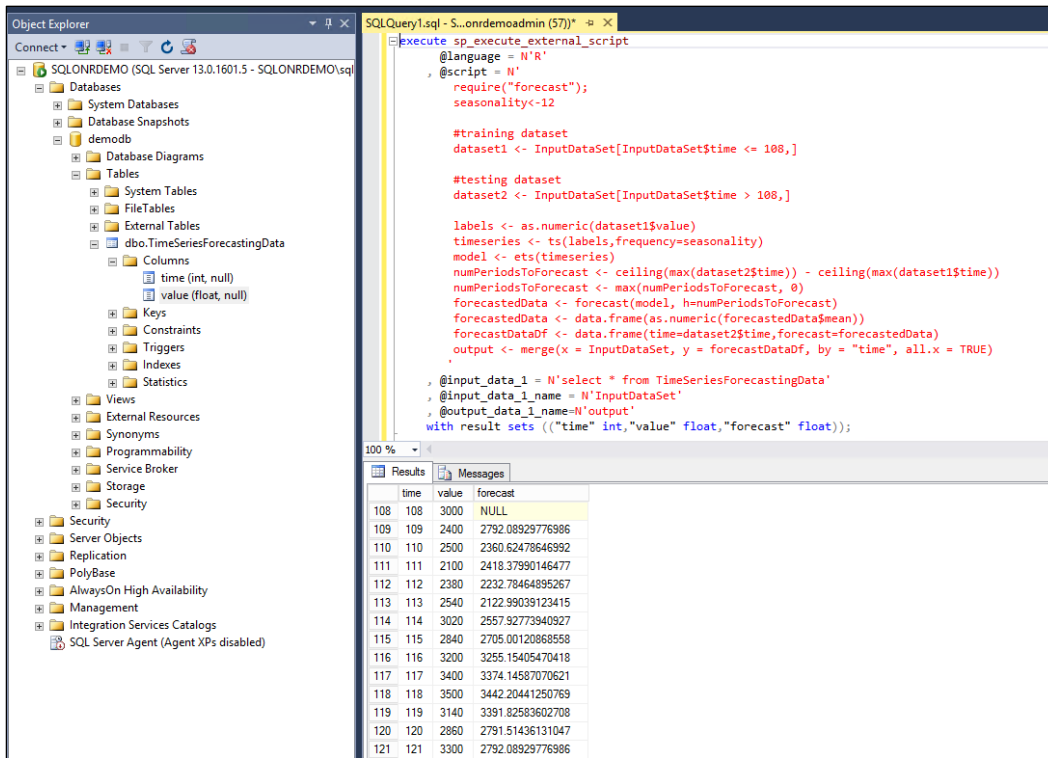 Object Explorer
Connect
SQLONRDEMO (SQL Server 13.0.1601.5 - SQLONRDEMO\sql
Databases
System Databases
Database Snapshots
demodb
Database Diagrams
Tables
System Tables
FileTables
External Tables
dbo.TimeSeriesForecastingData
Columns
time (int, null)
value (float, null)
Keys
Constraints
Triggers
Indexes
Statistics
Views
External Resources
Synonyms
Programmability
Service Broker
Storage
Security
Security
Server Objects
Replication
PolyBase
AlwaysOn High Availability
Management
Integration Services Catalogs
SQL Server Agent (Agent XPs disabled)
SQLQuery1.sql - S...onrdemoadmin (57))*
execute sp_execute_external_script
@language = N'R'
, @script = N'
require("forecast");
seasonality<-12
#training dataset
dataset1 <- InputDataSet[InputDataSet$time <= 108,]
#testing dataset
dataset2 <- InputDataSet[InputDataSet$time > 108,]
labels <- as.numeric(dataset1$value)
timeseries <- ts(labels,frequency=seasonality)
model <- ets(timeseries)
numPeriodsToForecast <- ceiling(max(dataset2$time)) - ceiling(max(dataset1$time))
numPeriodsToForecast <- max(numPeriodsToForecast, 0)
forecastedData <- forecast(model, h=numPeriodsToForecast)
forecastedData <- data.frame(as.numeric(forecastedData$mean))
forecastDataDf <- data.frame(time=dataset2$time,forecast=forecastedData)
output <- merge(x = InputDataSet, y = forecastDataDf, by = "time", all.x = TRUE)
'
, @input_data_1 = N'select * from TimeSeriesForecastingData'
, @input_data_1_name = N'InputDataSet'
, @output_data_1_name=N'output'
with result sets (("time" int,"value" float,"forecast" float));
100 %
Results Messages
time value forecast
108 108 3000 NULL
109 109 2400 2792.08929776986
110 110 2500 2360.62478646992
111 111 2100 2418.37990146477
112 112 2380 2232.78464895267
113 113 2540 2122.99039123415
114 114 3020 2557.92773940927
115 115 2840 2705.00120868558
116 116 3200 3255.15405470418
117 117 3400 3374.14587070621
118 118 3500 3442.20441250769
119 119 3140 3391.82583602708
120 120 2860 2791.51436131047
121 121 3300 2792.08929776986